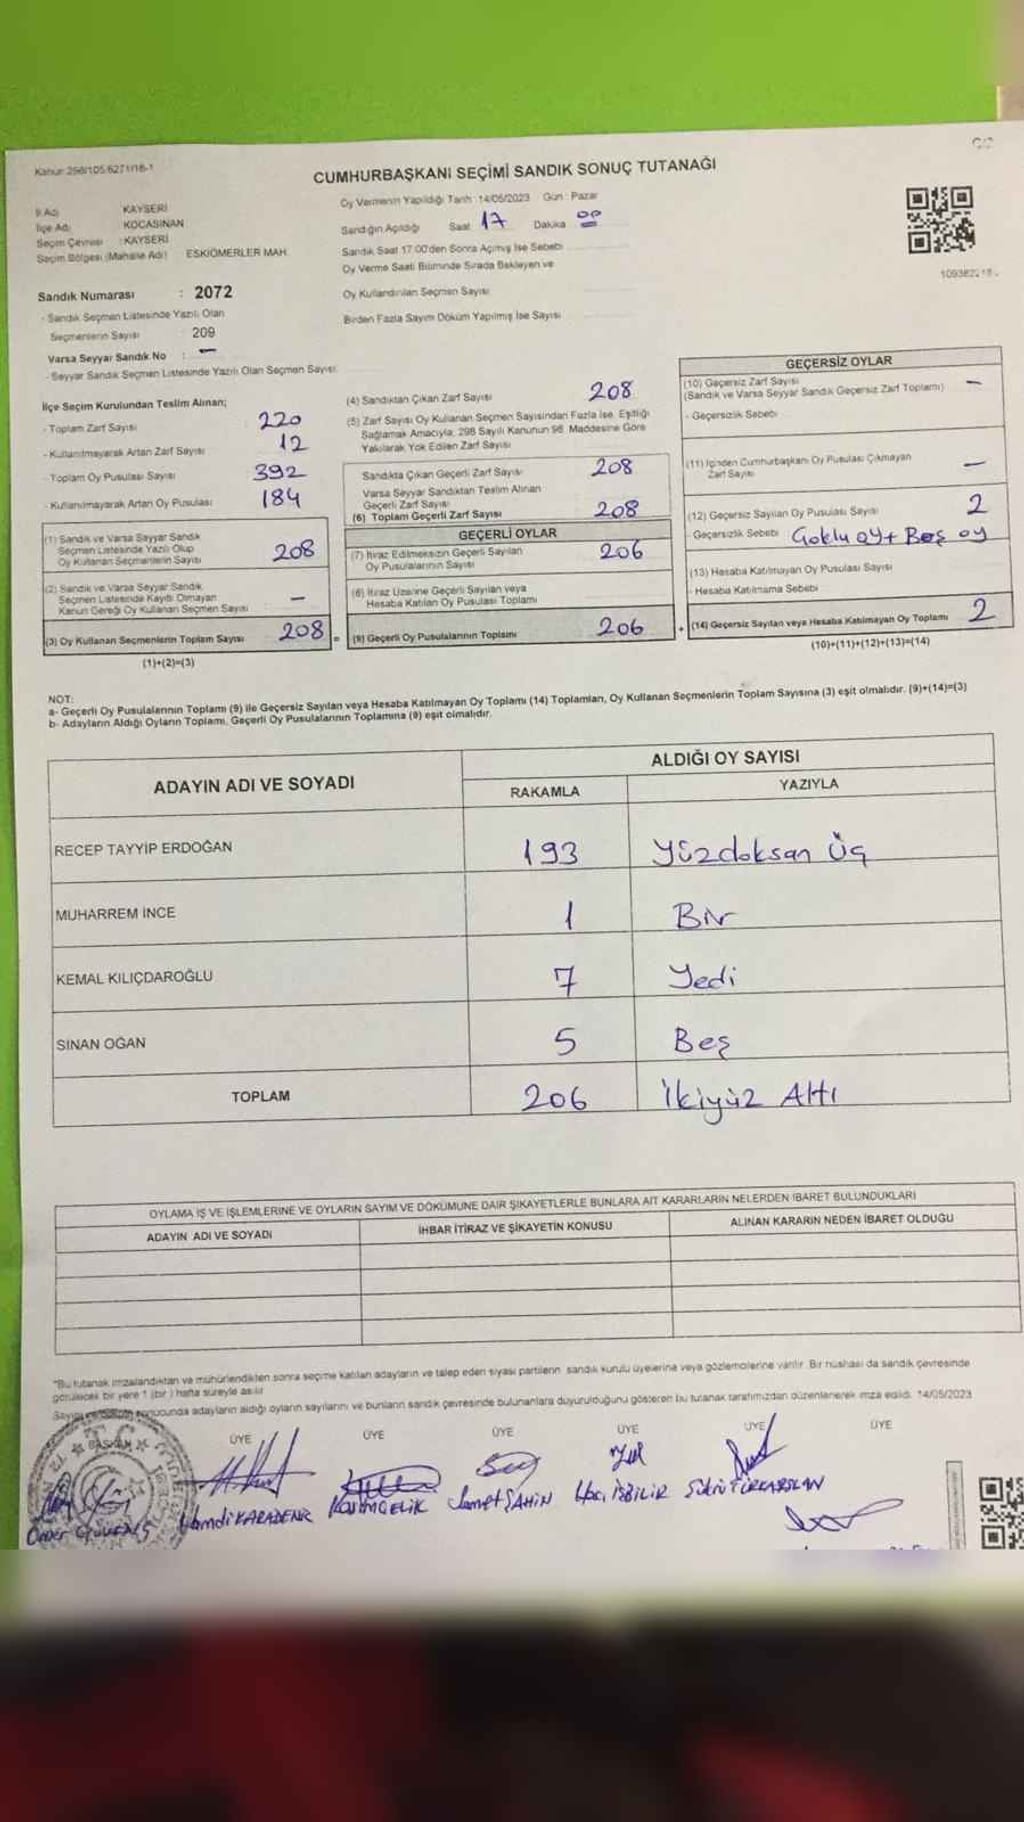 Kanun: 298/105/6271/18-1
CUMHURBAŞKANI SEÇİMİ SANDIK SONUÇ TUTANAĞI
İl Adı : KAYSERİ
İlçe Adı : KOCASİNAN
Seçim Çevresi : KAYSERİ
Seçim Bölgesi (Mahalle Adı) ESKİÖMERLER MAH.
Sandık Numarası : 2072
- Sandık Seçmen Listesinde Yazılı Olan
Seçmenlerin Sayısı : 209
Varsa Seyyar Sandık No : -
- Seyyar Sandık Seçmen Listesinde Yazılı Olan Seçmen Sayısı:
Oy Vermenin Yapıldığı Tarih : 14/05/2023 Gün : Pazar
Sandığın Açıldığı Saat 17 Dakika 00
Sandık Saat 17:00'den Sonra Açılmış İse Sebebi
Oy Verme Saati Bitiminde Sırada Bekleyen ve
Oy Kullandırılan Seçmen Sayısı
Birden Fazla Sayım Döküm Yapılmış İse Sayısı
İlçe Seçim Kurulundan Teslim Alınan;
- Toplam Zarf Sayısı 220
- Kullanılmayarak Artan Zarf Sayısı 12
- Toplam Oy Pusulası Sayısı 392
- Kullanılmayarak Artan Oy Pusulası 184
(1) Sandık ve Varsa Seyyar Sandık
Seçmen Listesinde Yazılı Olup
Oy Kullanan Seçmenlerin Sayısı 208
(2) Sandık ve Varsa Seyyar Sandık
Seçmen Listesinde Kayıtlı Olmayan
Kanun Gereği Oy Kullanan Seçmen Sayısı -
(3) Oy Kullanan Seçmenlerin Toplam Sayısı 208 =
(1)+(2)=(3)
(4) Sandıktan Çıkan Zarf Sayısı 208
(5) Zarf Sayısı Oy Kullanan Seçmen Sayısından Fazla İse, Eşitliği
Sağlamak Amacıyla, 298 Sayılı Kanunun 98. Maddesine Göre
Yakılarak Yok Edilen Zarf Sayısı
Sandıkta Çıkan Geçerli Zarf Sayısı 208
Varsa Seyyar Sandıktan Teslim Alınan
Geçerli Zarf Sayısı
(6) Toplam Geçerli Zarf Sayısı 208
GEÇERLİ OYLAR
(7) İtiraz Edilmeksizin Geçerli Sayılan
Oy Pusulalarının Sayısı 206
(8) İtiraz Üzerine Geçerli Sayılan veya
Hesaba Katılan Oy Pusulası Toplamı
(9) Geçerli Oy Pusulalarının Toplamı 206 +
GEÇERSİZ OYLAR
(10) Geçersiz Zarf Sayısı
(Sandık ve Varsa Seyyar Sandık Geçersiz Zarf Toplamı) -
- Geçersizlik Sebebi
(11) İçinden Cumhurbaşkanı Oy Pusulası Çıkmayan
Zarf Sayısı -
(12) Geçersiz Sayılan Oy Pusulası Sayısı 2
- Geçersizlik Sebebi Çoklu oy + Boş oy
(13) Hesaba Katılmayan Oy Pusulası Sayısı
- Hesaba Katılmama Sebebi
(14) Geçersiz Sayılan veya Hesaba Katılmayan Oy Toplamı 2
(10)+(11)+(12)+(13)=(14)
NOT:
a- Geçerli Oy Pusulalarının Toplamı (9) ile Geçersiz Sayılan veya Hesaba Katılmayan Oy Toplamı (14) Toplamları, Oy Kullanan Seçmenlerin Toplam Sayısına (3) eşit olmalıdır. (9)+(14)=(3)
b- Adayların Aldığı Oyların Toplamı, Geçerli Oy Pusulalarının Toplamına (9) eşit olmalıdır.
ADAYIN ADI VE SOYADI ALDIĞI OY SAYISI
RAKAMLA YAZIYLA
RECEP TAYYİP ERDOĞAN 193 Yüzdoksan Üç
MUHARREM İNCE 1 Bir
KEMAL KILIÇDAROĞLU 7 Yedi
SİNAN OĞAN 5 Beş
TOPLAM 206 İkiyüz Altı
OYLAMA İŞ VE İŞLEMLERİNE VE OYLARIN SAYIM VE DÖKÜMÜNE DAİR ŞİKAYETLERLE BUNLARA AİT KARARLARIN NELERDEN İBARET BULUNDUKLARI
ADAYIN ADI VE SOYADI İHBAR İTİRAZ VE ŞİKAYETİN KONUSU ALINAN KARARIN NEDEN İBARET OLDUĞU
*Bu tutanak imzalandıktan ve mühürlendikten sonra seçime katılan adayların ve talep eden siyasi partilerin sandık kurulu üyelerine veya gözlemcilerine verilir. Bir nüshası da sandık çevresinde
görülecek bir yere 1 (bir) hafta süreyle asılır.
sonucunda adayların aldığı oyların sayılarını ve bunların sandık çevresinde bulunanlara duyurulduğunu gösteren bu tutanak tarafımızdan düzenlenerek imza edildi. 14/05/2023
BAŞKAN ÜYE ÜYE ÜYE ÜYE ÜYE ÜYE
Ömer Hamdi KARADENİZ Samet ŞAHİN Hacı İŞBİLİR Şükrü TÜRKARSLAN